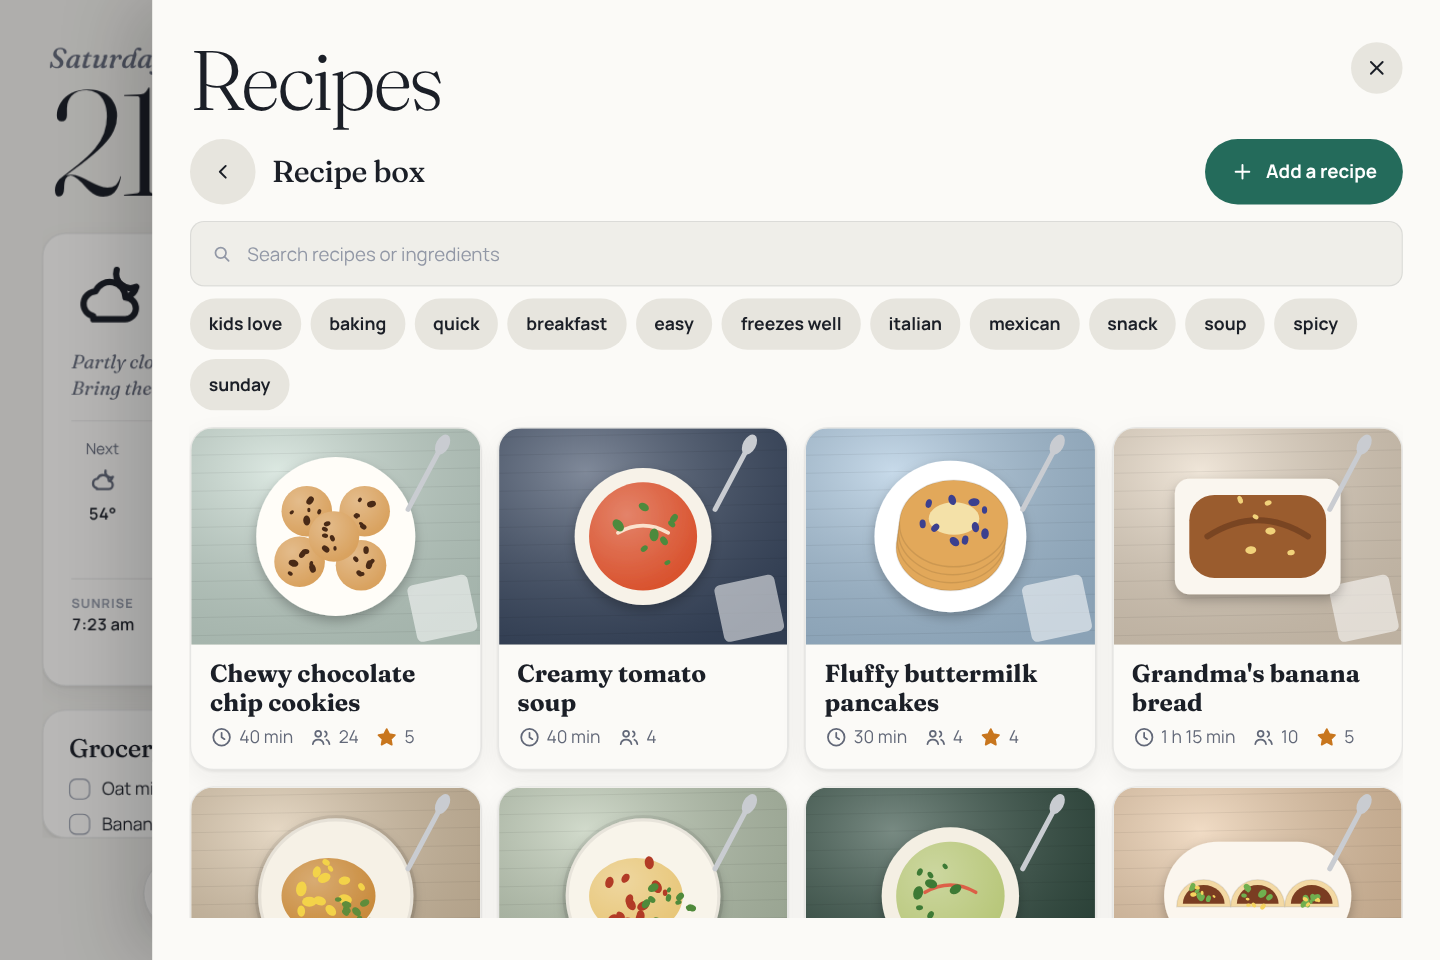 Saturda
21
Recipes
Recipe box
Add a recipe
Search recipes or ingredients
kids love
baking
quick
breakfast
easy
freezes well
italian
mexican
snack
soup
spicy
sunday
Partly clo
Bring the
Next
54°
SUNRISE
7:23 am
Grocer
Oat mi
Banan
Chewy chocolate
chip cookies
40 min 24 5
Creamy tomato
soup
40 min 4
Fluffy buttermilk
pancakes
30 min 4 4
Grandma's banana
bread
1 h 15 min 10 5